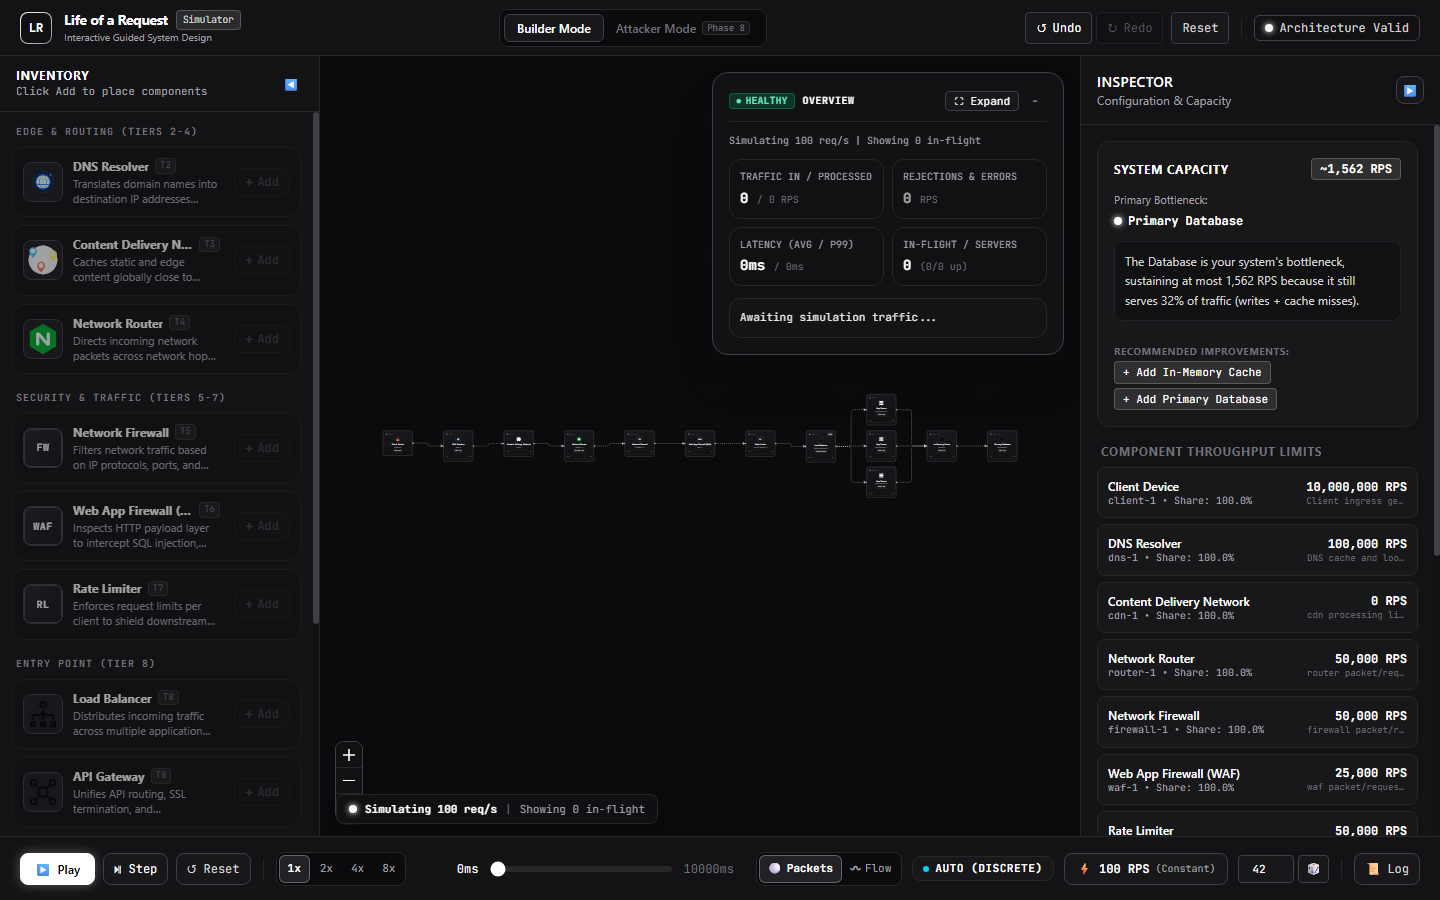 LR
Life of a Request Simulator
Interactive Guided System Design
Builder Mode
Attacker Mode Phase 8
↺ Undo
↻ Redo
Reset
Architecture Valid
INVENTORY
Click Add to place components
EDGE & ROUTING (TIERS 2-4)
DNS Resolver T2
Translates domain names into
destination IP addresses...
+ Add
Content Delivery N... T3
Caches static and edge
content globally close to...
+ Add
Network Router T4
Directs incoming network
packets across network hop...
+ Add
SECURITY & TRAFFIC (TIERS 5-7)
FW
Network Firewall T5
Filters network traffic based
on IP protocols, ports, and...
+ Add
WAF
Web App Firewall (... T6
Inspects HTTP payload layer
to intercept SQL injection,...
+ Add
RL
Rate Limiter T7
Enforces request limits per
client to shield downstream...
+ Add
ENTRY POINT (TIER 8)
Load Balancer T8
Distributes incoming traffic
across multiple application...
+ Add
API Gateway T8
Unifies API routing, SSL
termination, and...
+ Add
HEALTHY OVERVIEW
Expand
-
Simulating 100 req/s | Showing 0 in-flight
TRAFFIC IN / PROCESSED
0 / 0 RPS
REJECTIONS & ERRORS
0 RPS
LATENCY (AVG / P99)
0ms / 0ms
IN-FLIGHT / SERVERS
0 (0/0 up)
Awaiting simulation traffic...
+
−
Simulating 100 req/s | Showing 0 in-flight
INSPECTOR
Configuration & Capacity
SYSTEM CAPACITY
~1,562 RPS
Primary Bottleneck:
Primary Database
The Database is your system's bottleneck,
sustaining at most 1,562 RPS because it still
serves 32% of traffic (writes + cache misses).
RECOMMENDED IMPROVEMENTS:
+ Add In-Memory Cache
+ Add Primary Database
COMPONENT THROUGHPUT LIMITS
Client Device 10,000,000 RPS
client-1 • Share: 100.0% Client ingress ge…
DNS Resolver 100,000 RPS
dns-1 • Share: 100.0% DNS cache and loo…
Content Delivery Network 0 RPS
cdn-1 • Share: 100.0% cdn processing li…
Network Router 50,000 RPS
router-1 • Share: 100.0% router packet/req…
Network Firewall 50,000 RPS
firewall-1 • Share: 100.0% firewall packet/r…
Web App Firewall (WAF) 25,000 RPS
waf-1 • Share: 100.0% waf packet/reques…
Rate Limiter 50,000 RPS
Play
Step
↺ Reset
1x 2x 4x 8x
0ms
10000ms
Packets
Flow
AUTO (DISCRETE)
100 RPS (Constant)
42
Log